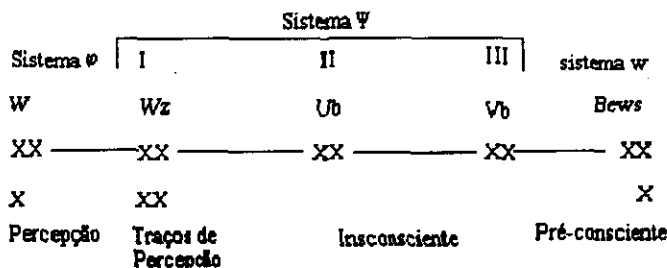 Sistema Ψ
Sistema φ I II III sistema w
W Wz Ub Vb Bews
XX XX XX XX XX
X XX X
Percepção Traços de Percepção Insconsciente Pré-consciente